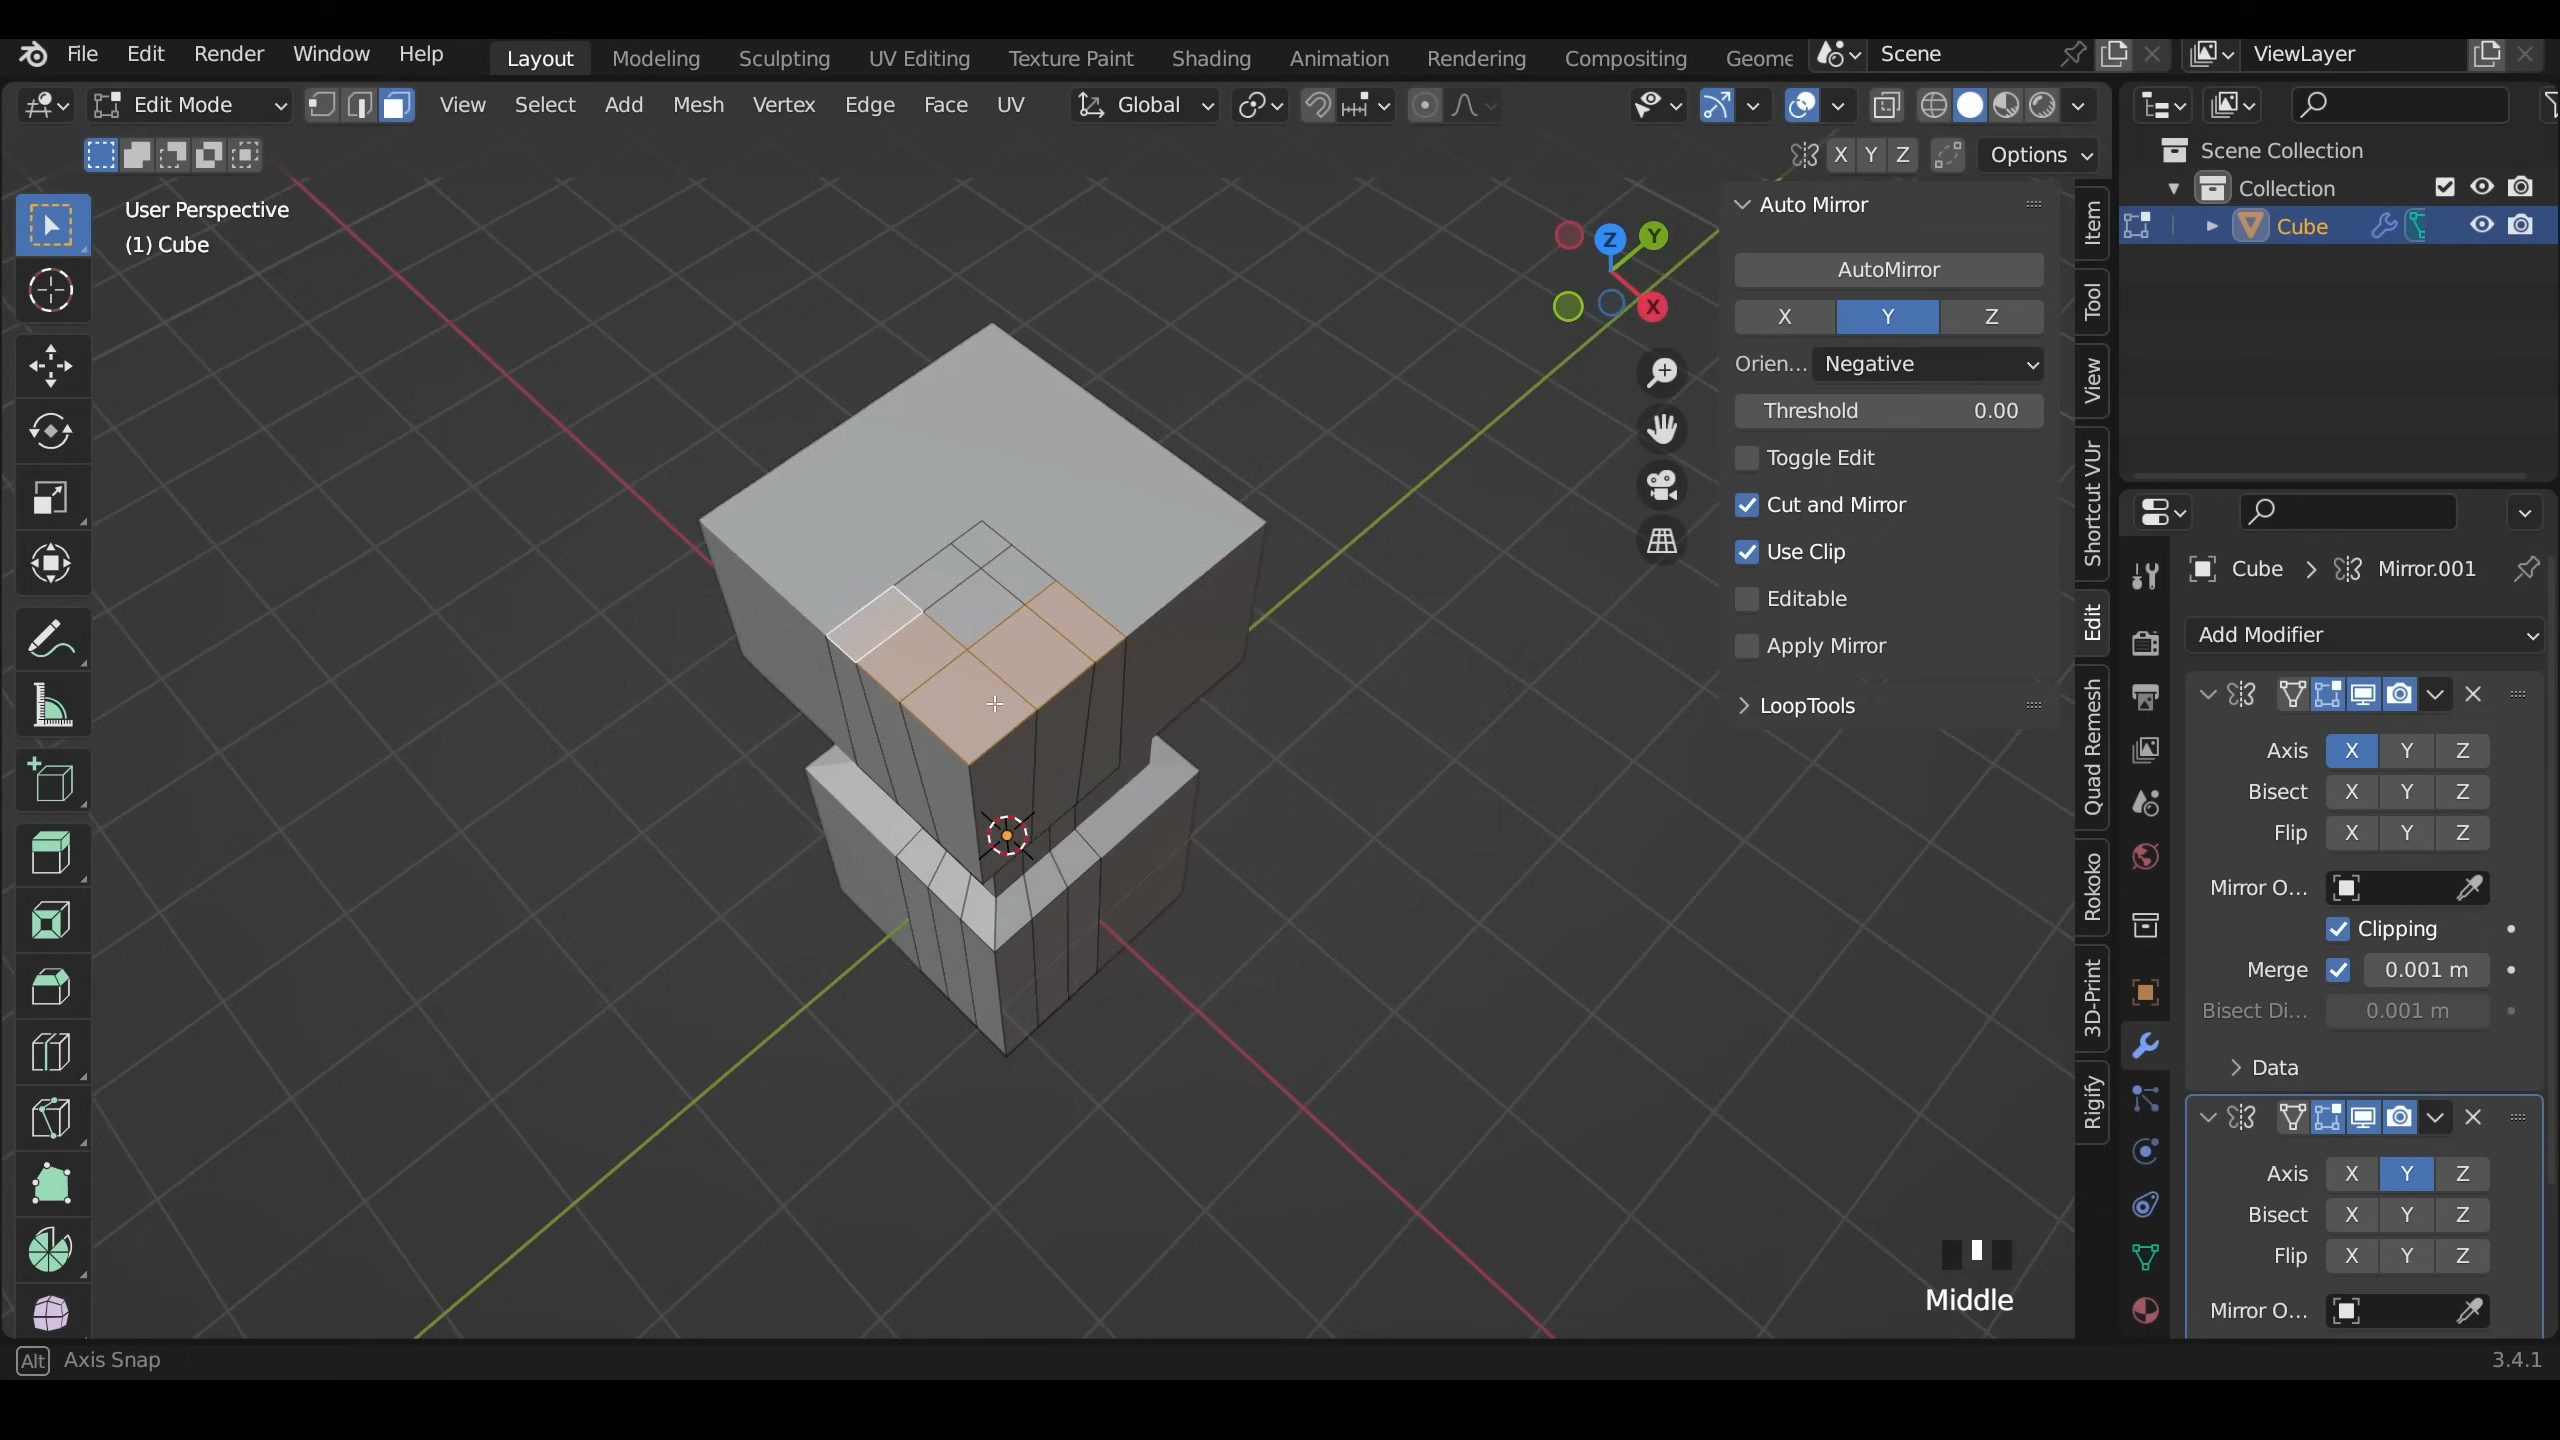 File Edit Render Window Help Layout Modeling Sculpting UV Editing Texture Paint Shading Animation Rendering Compositing Geome Scene ViewLayer
Edit Mode View Select Add Mesh Vertex Edge Face UV Global
X Y Z Options
User Perspective
(1) Cube
Y
Z
X
Auto Mirror
AutoMirror
X Y Z
Orien... Negative
Threshold 0.00
Toggle Edit
Cut and Mirror
Use Clip
Editable
Apply Mirror
LoopTools
Item
Tool
View
Shortcut VUr
Edit
Quad Remesh
Rokoko
3D-Print
Rigify
Scene Collection
Collection
Cube
Cube > Mirror.001
Add Modifier
Axis X Y Z
Bisect X Y Z
Flip X Y Z
Mirror O...
Clipping
Merge 0.001 m
Bisect Di... 0.001 m
Data
Axis X Y Z
Bisect X Y Z
Flip X Y Z
Mirror O...
Middle
Alt Axis Snap
3.4.1